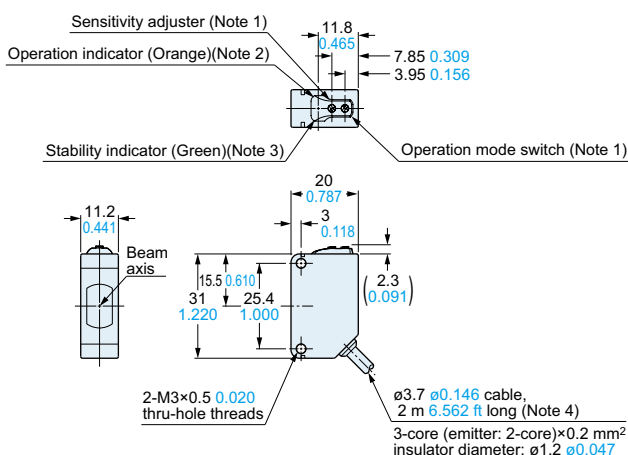 Sensitivity adjuster (Note 1)
11.8
0.465
Operation indicator (Orange)(Note 2)
7.85 0.309
3.95 0.156
Stability indicator (Green)(Note 3)
Operation mode switch (Note 1)
20
0.787
11.2
0.441
3
0.118
Beam
axis
15.5 0.610
2.3
0.091
(
)
31
1.220
25.4
1.000
2-M3×0.5 0.020
thru-hole threads
ø3.7 ø0.146 cable,
2 m 6.562 ft long (Note 4)
3-core (emitter: 2-core)×0.2 mm²
insulator diameter: ø1.2 ø0.047